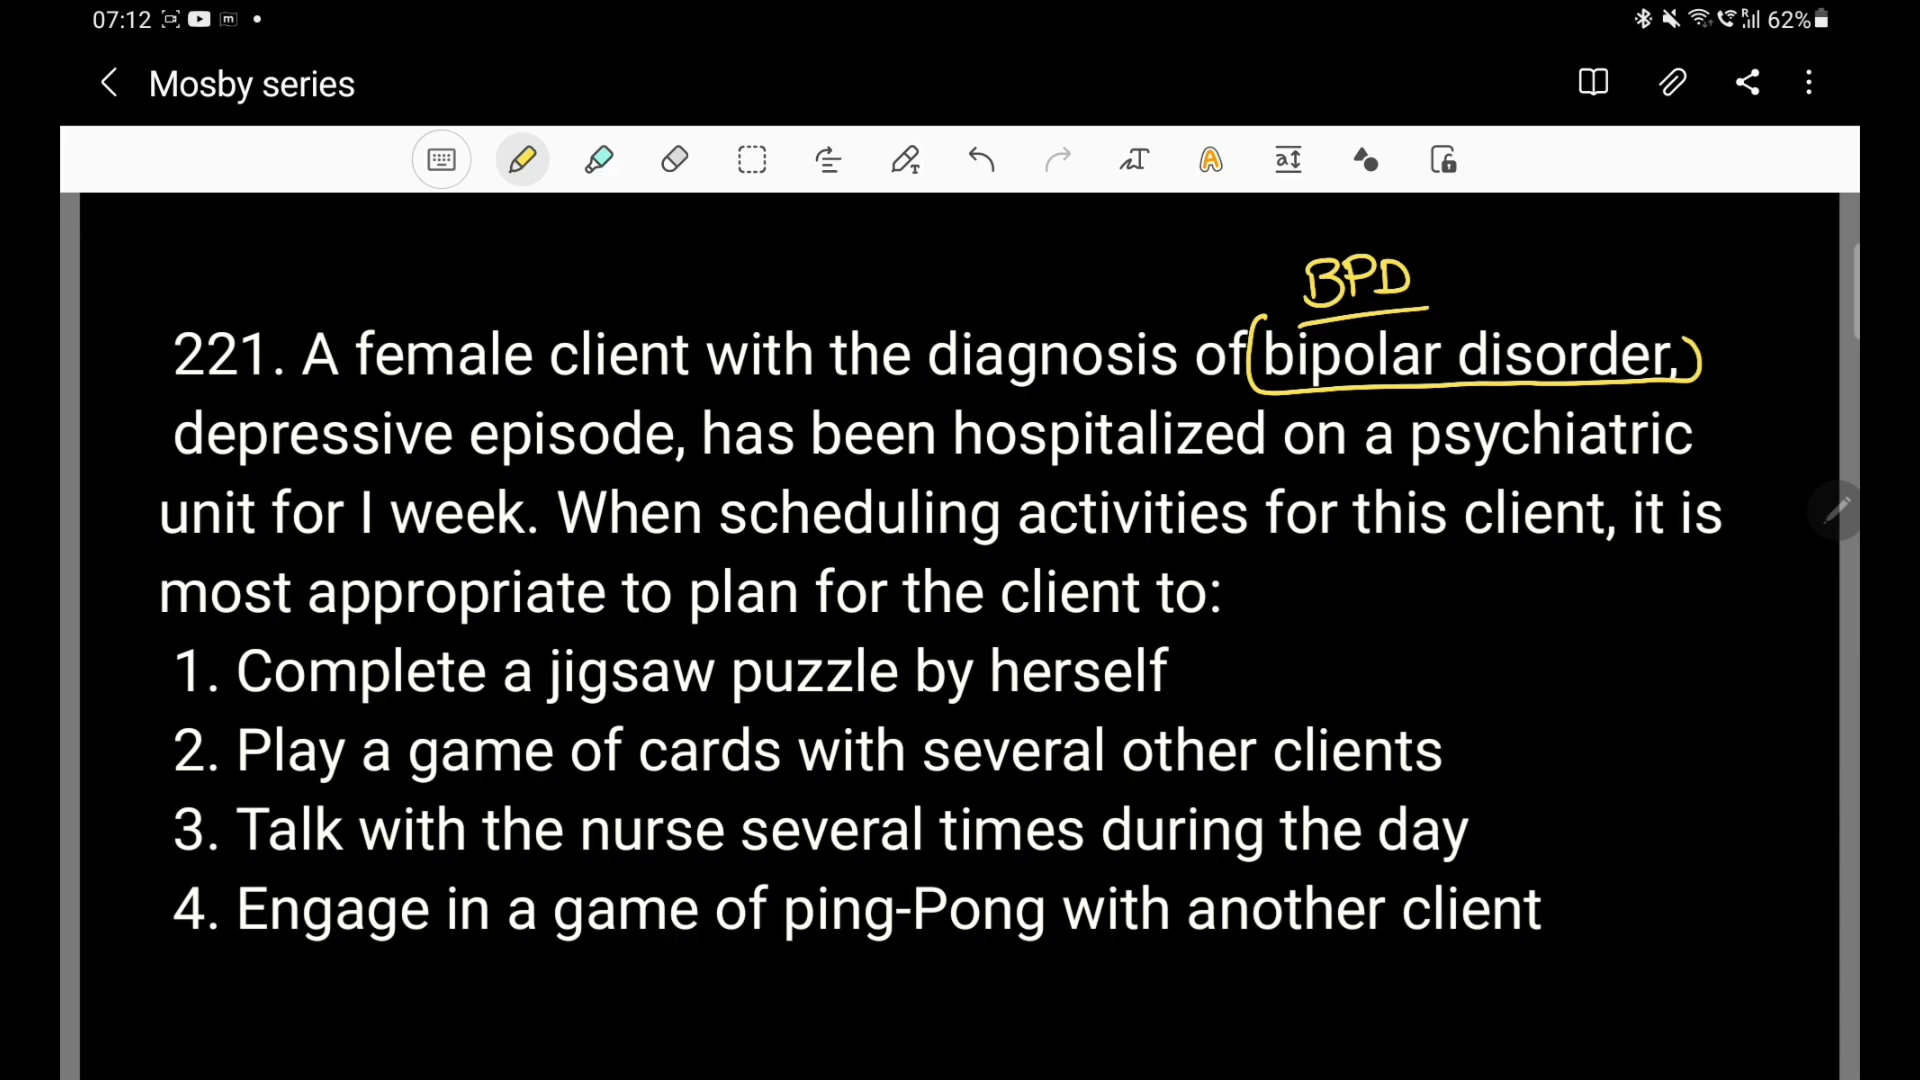 07:12 62%
Mosby series
BPD
221. A female client with the diagnosis of bipolar disorder,
depressive episode, has been hospitalized on a psychiatric
unit for I week. When scheduling activities for this client, it is
most appropriate to plan for the client to:
1. Complete a jigsaw puzzle by herself
2. Play a game of cards with several other clients
3. Talk with the nurse several times during the day
4. Engage in a game of ping-Pong with another client